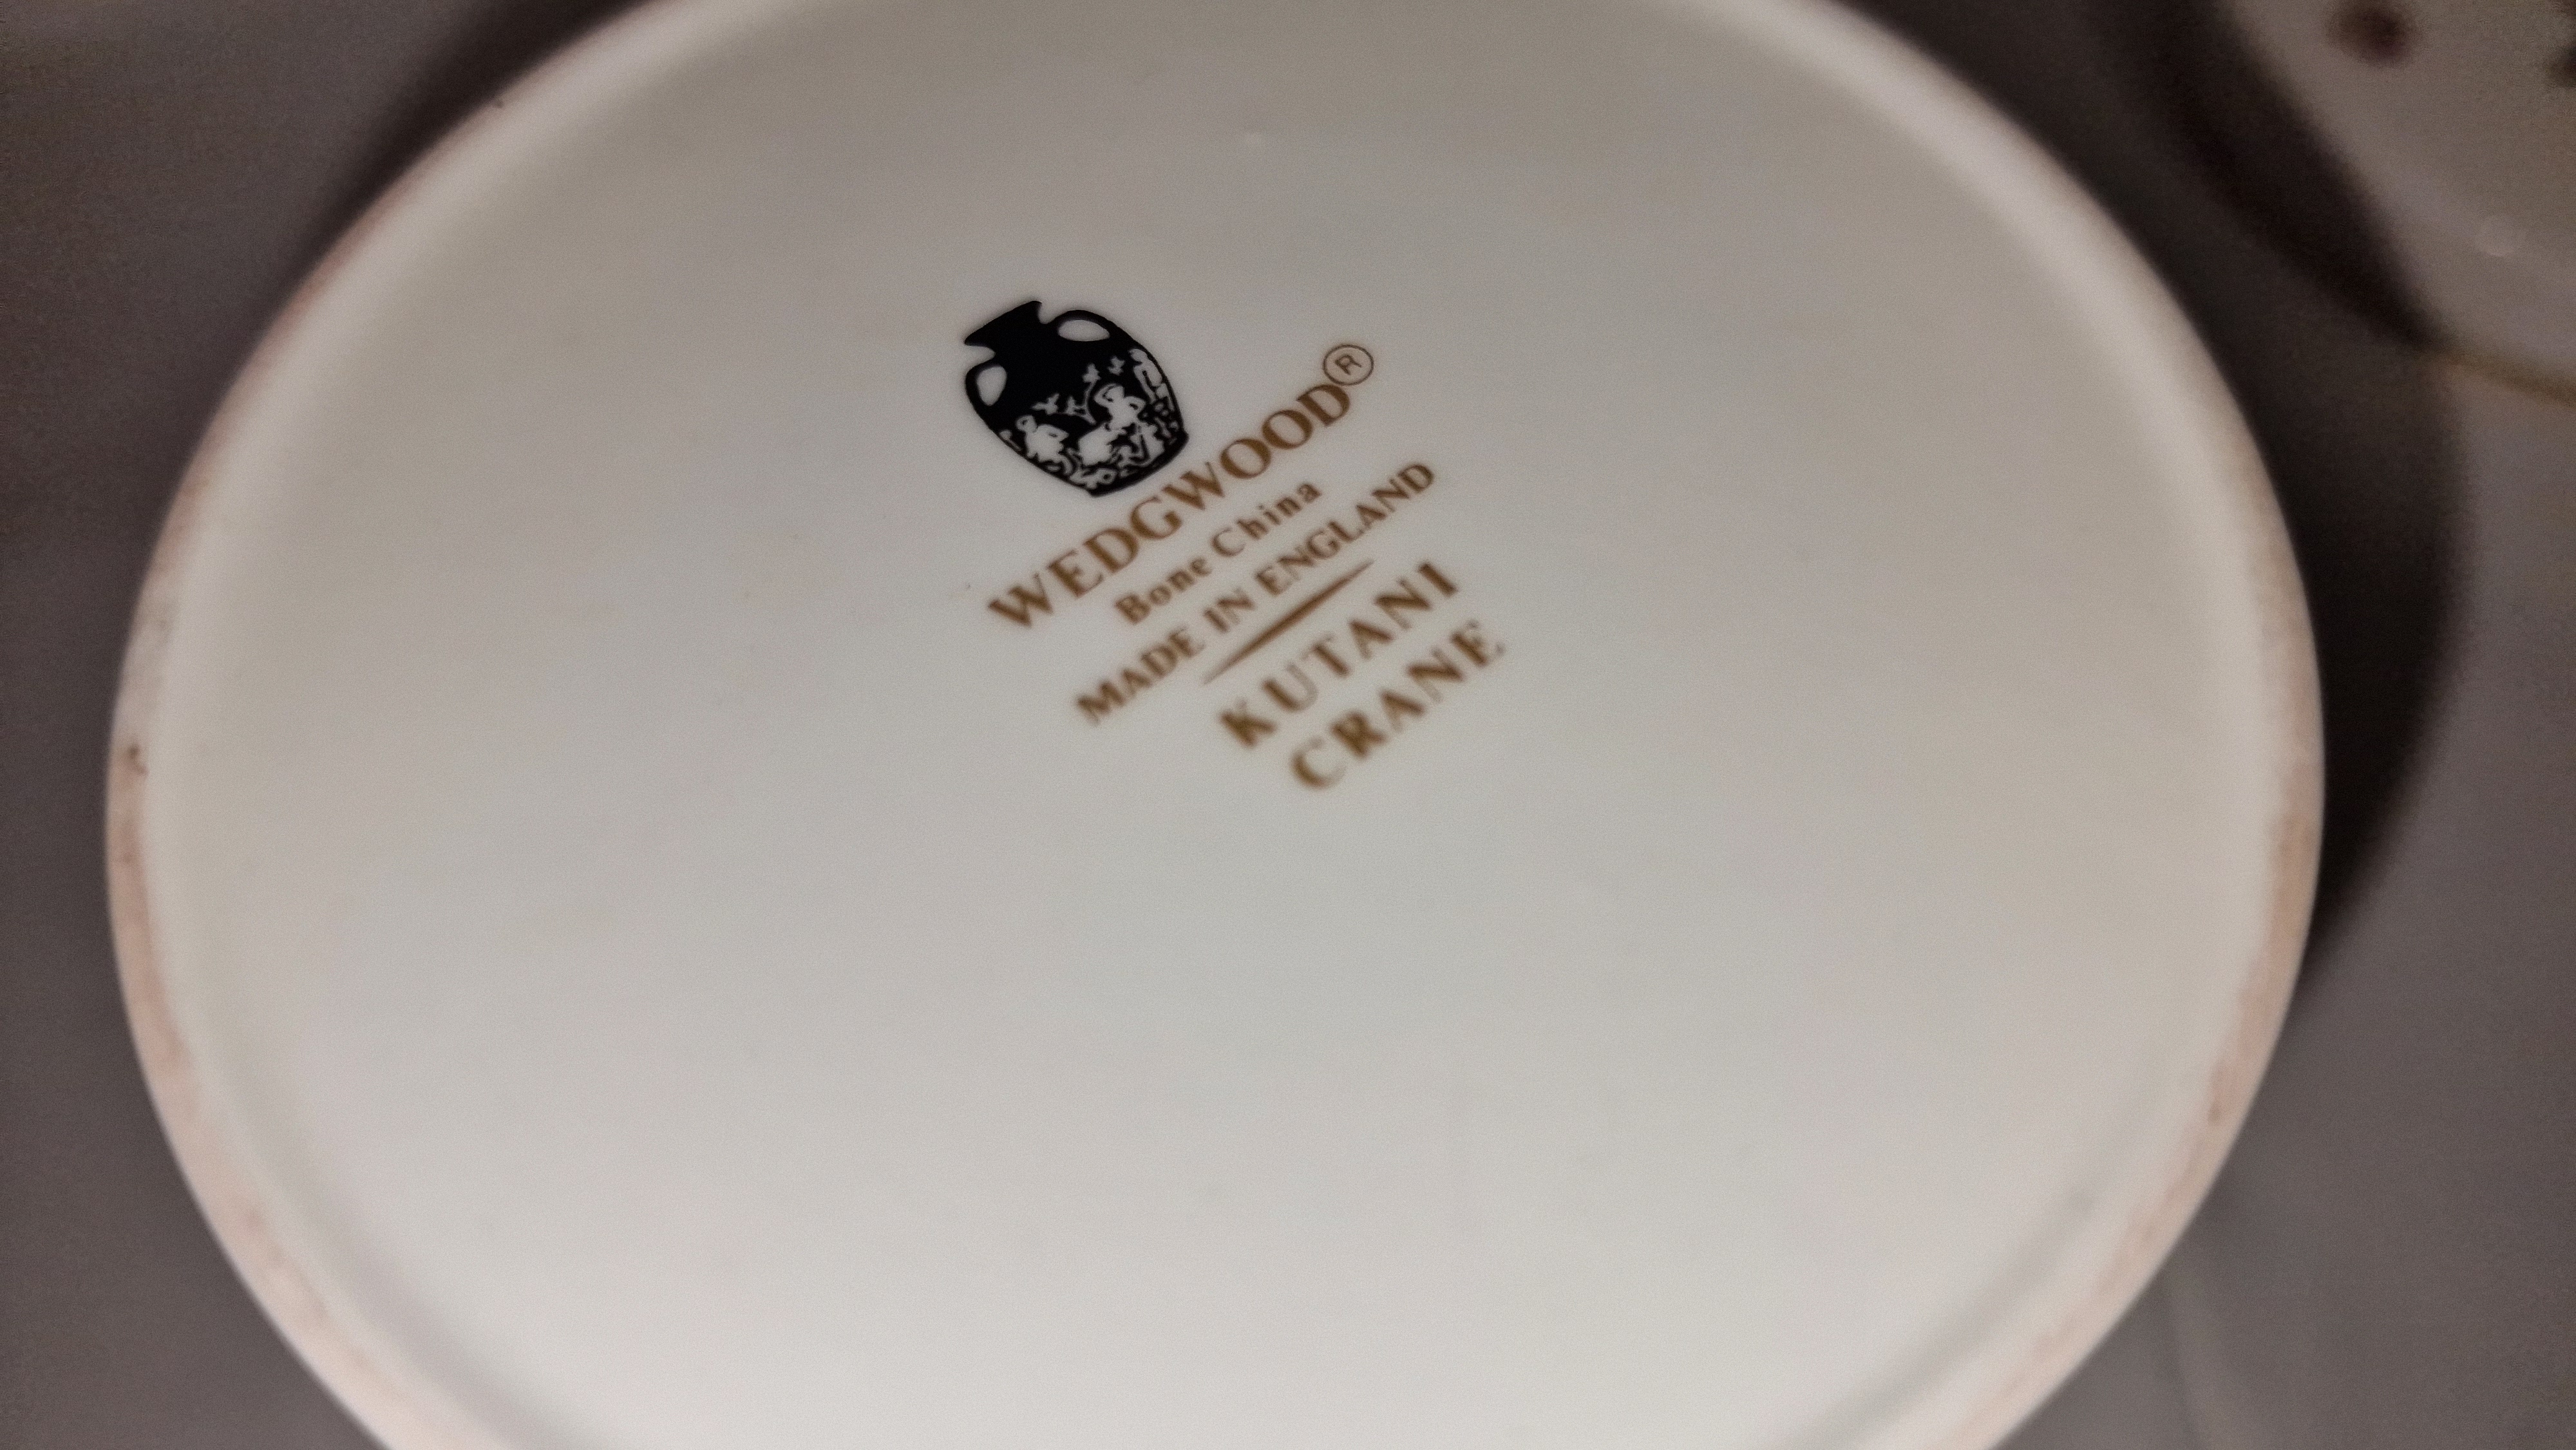 WEDGWOOD®
Bone China
MADE IN ENGLAND
KUTANI
CRANE